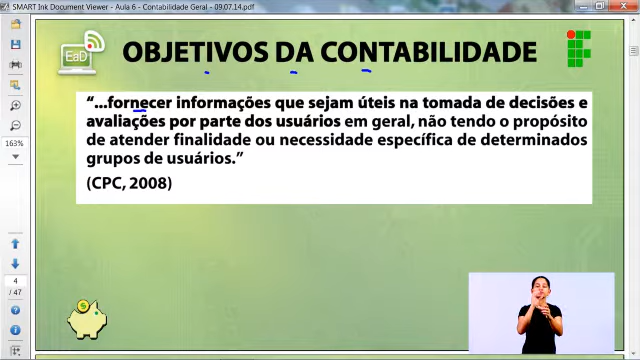 SMART Ink Document Viewer - Aula 6 - Contabilidade Geral - 09.07.14.pdf
EaD
OBJETIVOS DA CONTABILIDADE
“...fornecer informações que sejam úteis na tomada de decisões e
avaliações por parte dos usuários em geral, não tendo o propósito
de atender finalidade ou necessidade específica de determinados
grupos de usuários.”
(CPC, 2008)
163%
4
/ 47